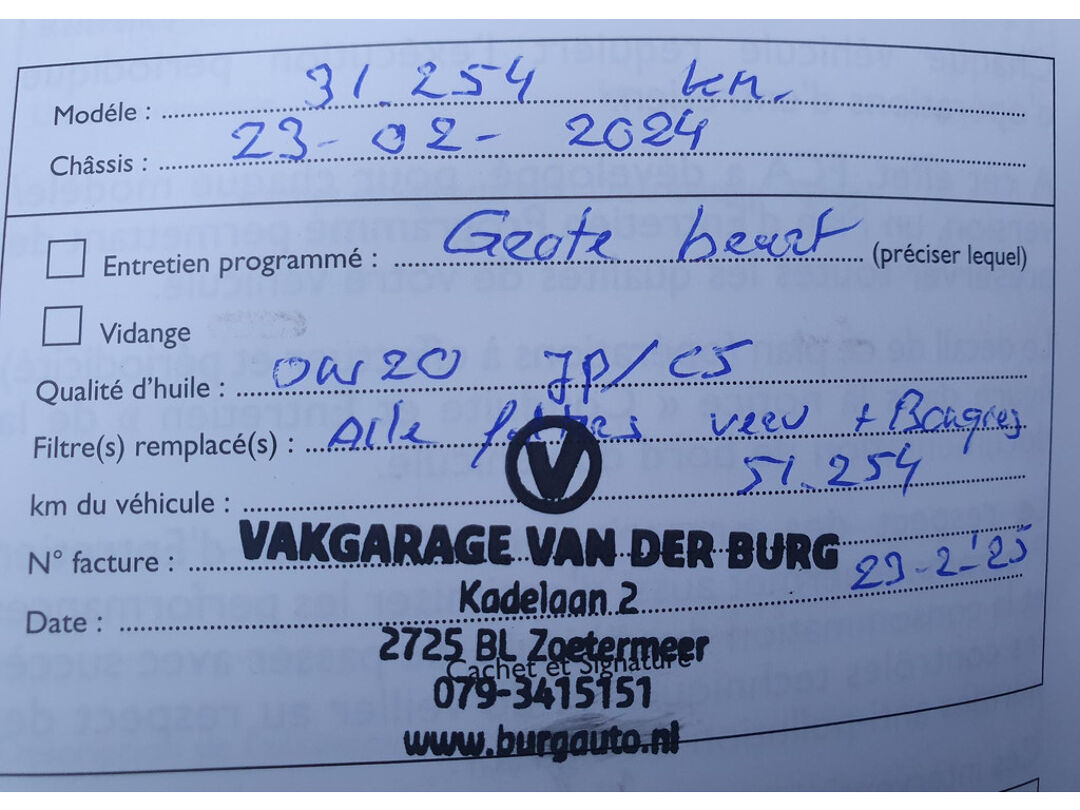 Modéle : 31.254 km.
Châssis : 23-02-2024
Entretien programmé : Grote beurt (préciser lequel)
Vidange
Qualité d'huile : 0w20 JP/C5
Filtre(s) remplacé(s) : Alle filters verv + Bougies
km du véhicule : 51.254
N° facture :
VAKGARAGE VAN DER BURG
29-2-'25
Kadelaan 2
Date :
2725 BL Zoetermeer
Cachet et Signature
079-3415151
www.burgauto.nl